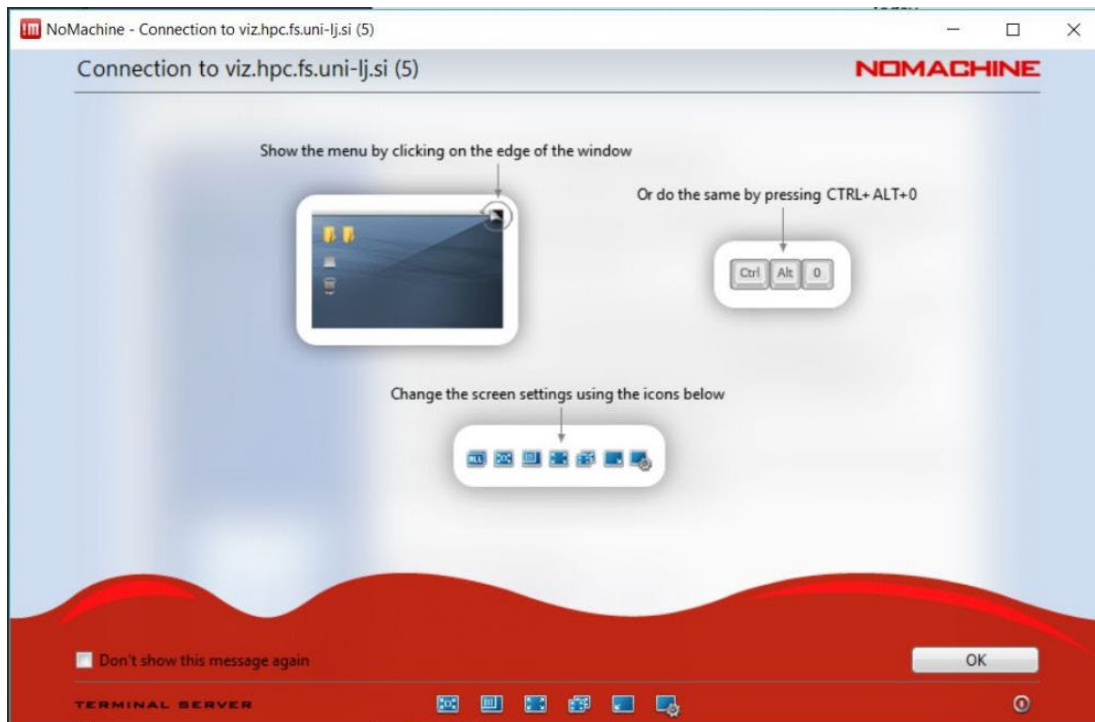 NoMachine - Connection to viz.hpc.fs.uni-lj.si (5)
Connection to viz.hpc.fs.uni-lj.si (5)
NOMACHINE
Show the menu by clicking on the edge of the window
Or do the same by pressing CTRL+ALT+0
Ctrl Alt 0
Change the screen settings using the icons below
ALL
Don't show this message again
OK
TERMINAL SERVER